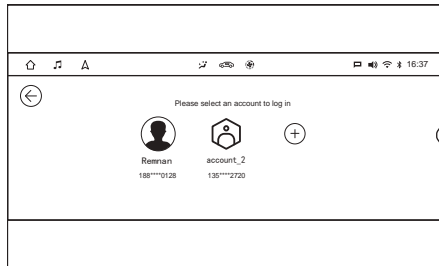 16:37
Please select an account to log in
Remnan
account_2
188****0128
135****2720